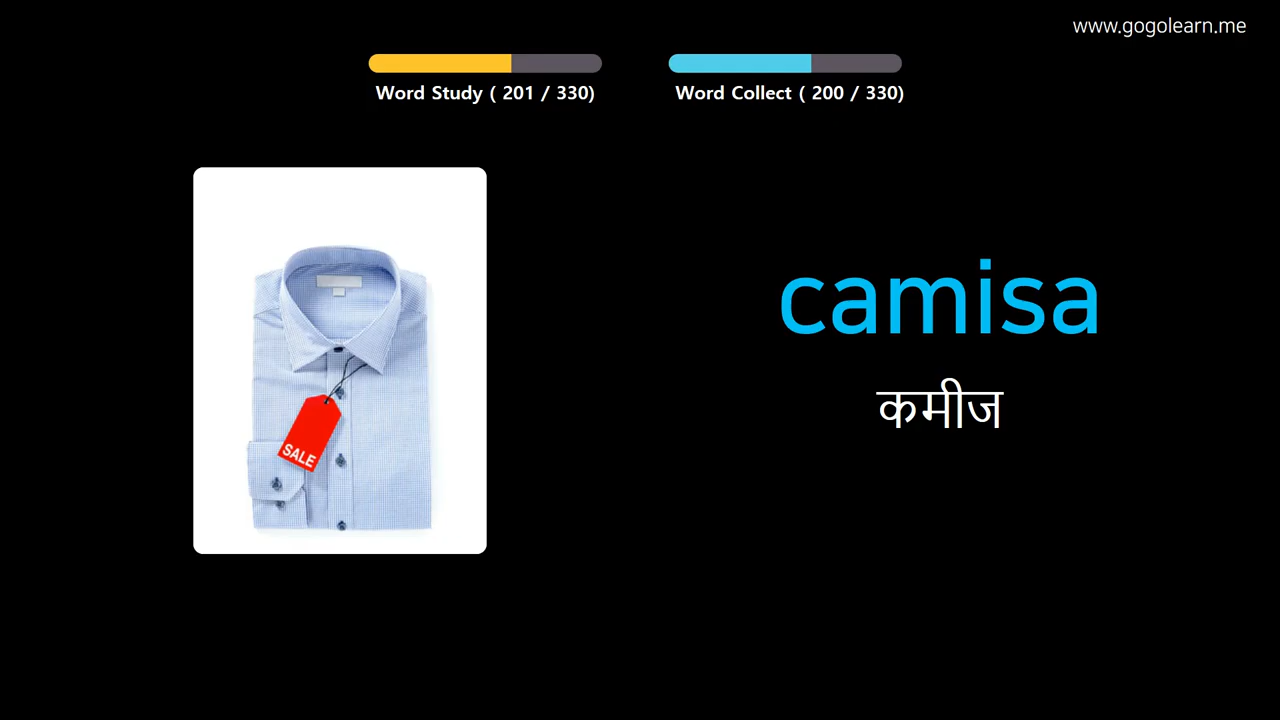 www.gogolearn.me
Word Study ( 201 / 330)
Word Collect ( 200 / 330)
camisa
कमीज
SALE